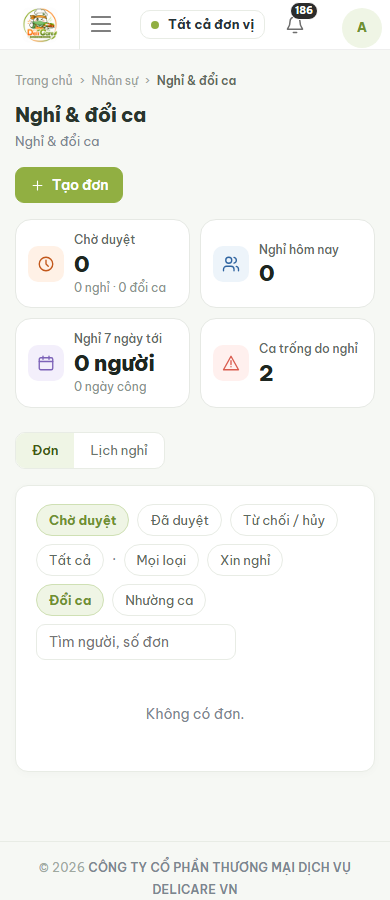 Deli Care
Tất cả đơn vị
186
A
Trang chủ › Nhân sự › Nghỉ & đổi ca
Nghỉ & đổi ca
Nghỉ & đổi ca
+ Tạo đơn
Chờ duyệt
0
0 nghỉ · 0 đổi ca
Nghỉ hôm nay
0
Nghỉ 7 ngày tới
0 người
0 ngày công
Ca trống do nghỉ
2
Đơn
Lịch nghỉ
Chờ duyệt
Đã duyệt
Từ chối / hủy
Tất cả · Mọi loại
Xin nghỉ
Đổi ca
Nhường ca
Tìm người, số đơn
Không có đơn.
© 2026 CÔNG TY CỔ PHẦN THƯƠNG MẠI DỊCH VỤ
DELICARE VN